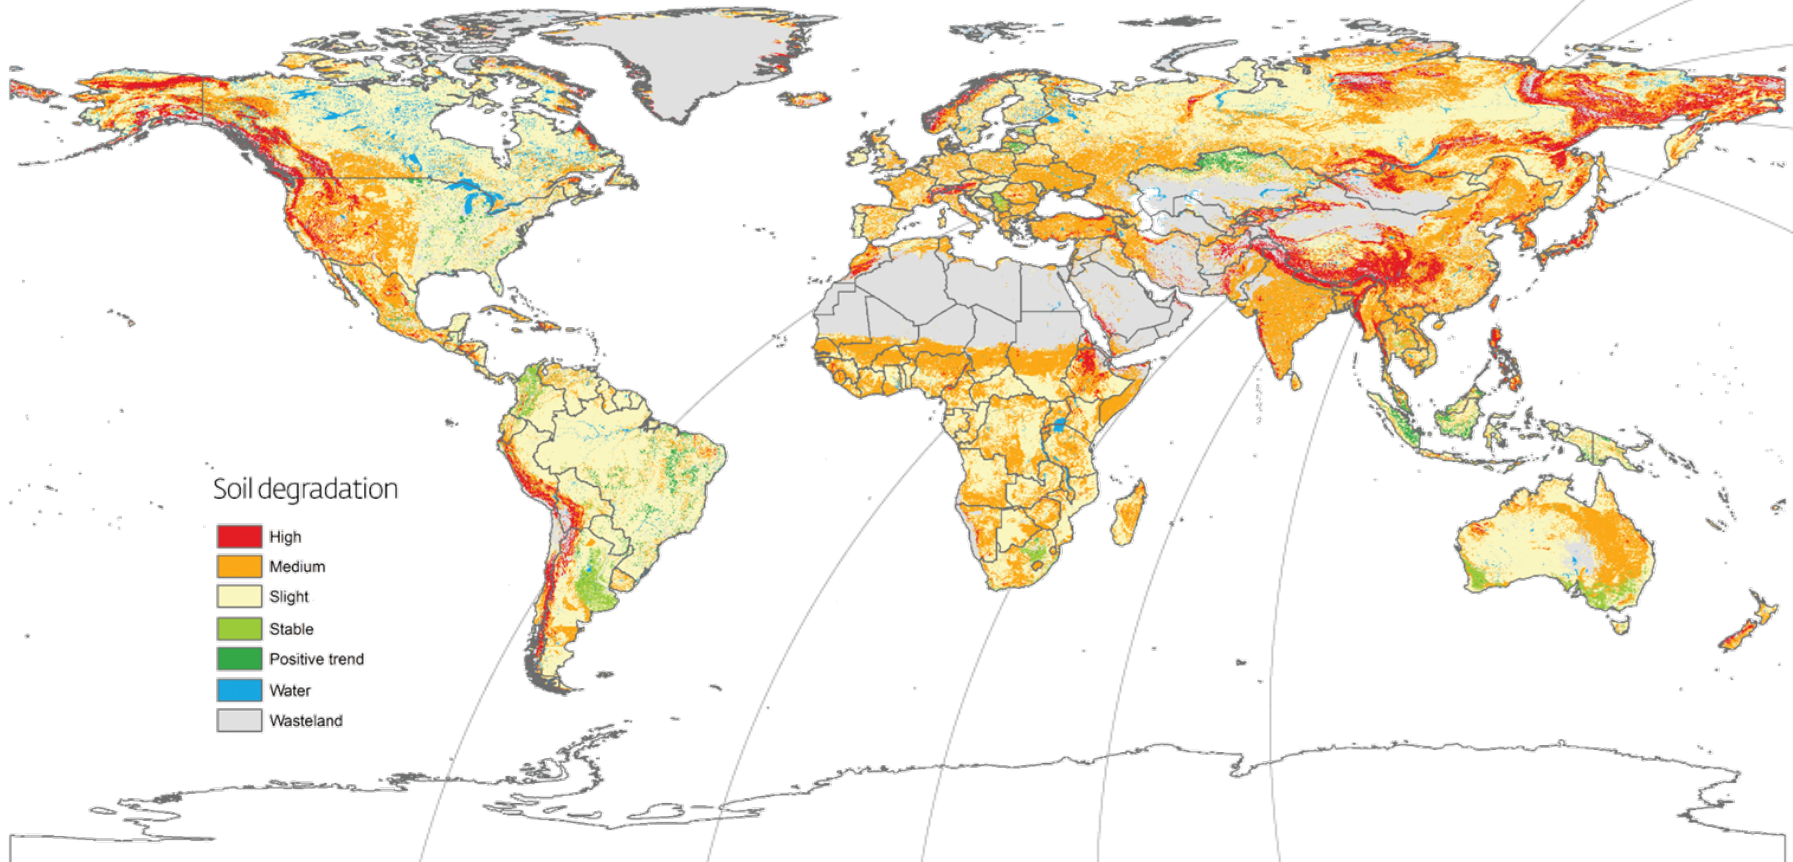 Soil degradation
High
Medium
Slight
Stable
Positive trend
Water
Wasteland